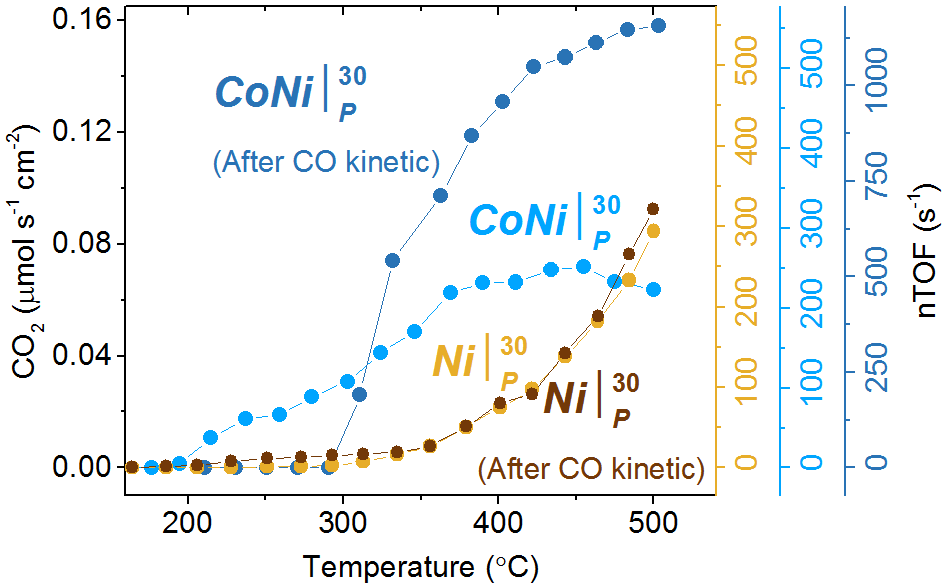 0.16
0.12
0.08
0.04
0.00
CO₂ (μmol s⁻¹ cm⁻²)
CoNi|³⁰ₚ
(After CO kinetic)
CoNi|³⁰ₚ
Ni|³⁰ₚ
Ni|³⁰ₚ
(After CO kinetic)
200 300 400 500
Temperature (°C)
500
400
300
200
100
0
500
400
300
200
100
0
1000
750
500
250
0
nTOF (s⁻¹)